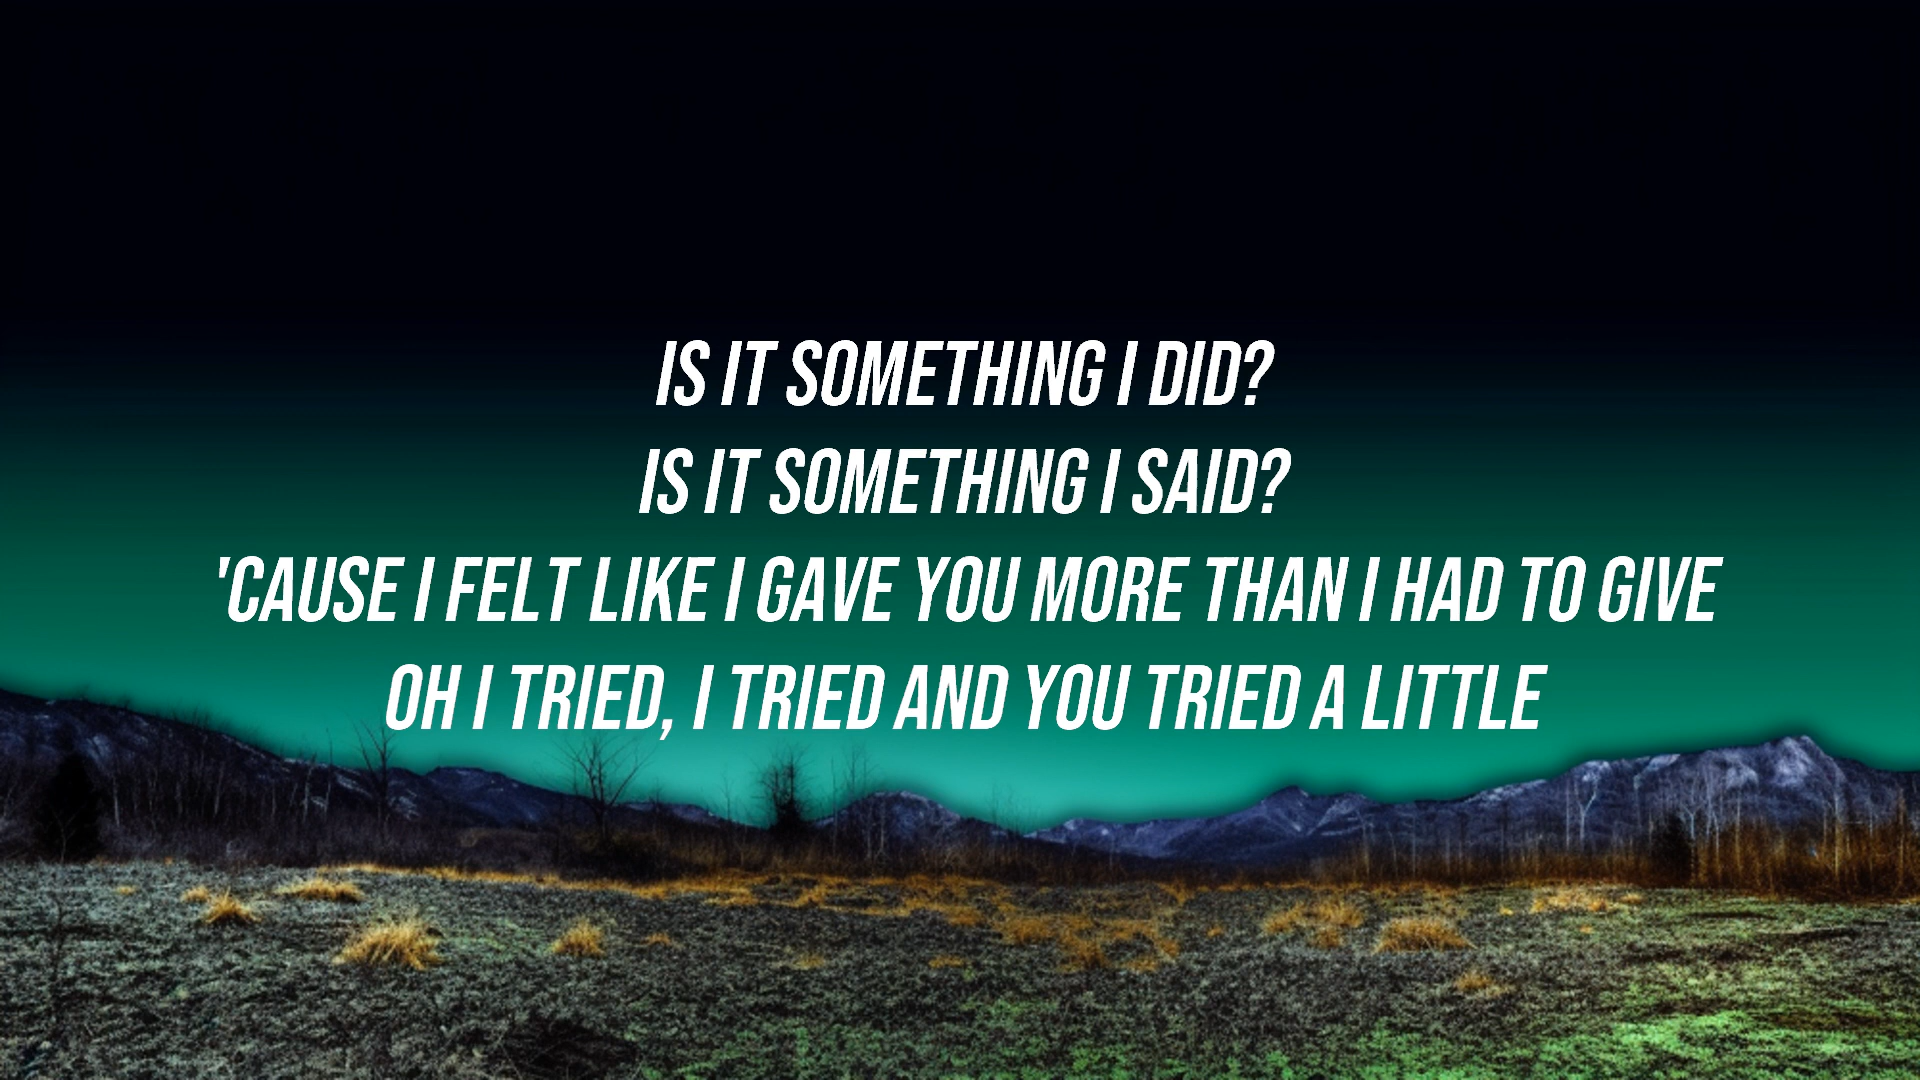 IS IT SOMETHING I DID?
IS IT SOMETHING I SAID?
'CAUSE I FELT LIKE I GAVE YOU MORE THAN I HAD TO GIVE
OH I TRIED, I TRIED AND YOU TRIED A LITTLE